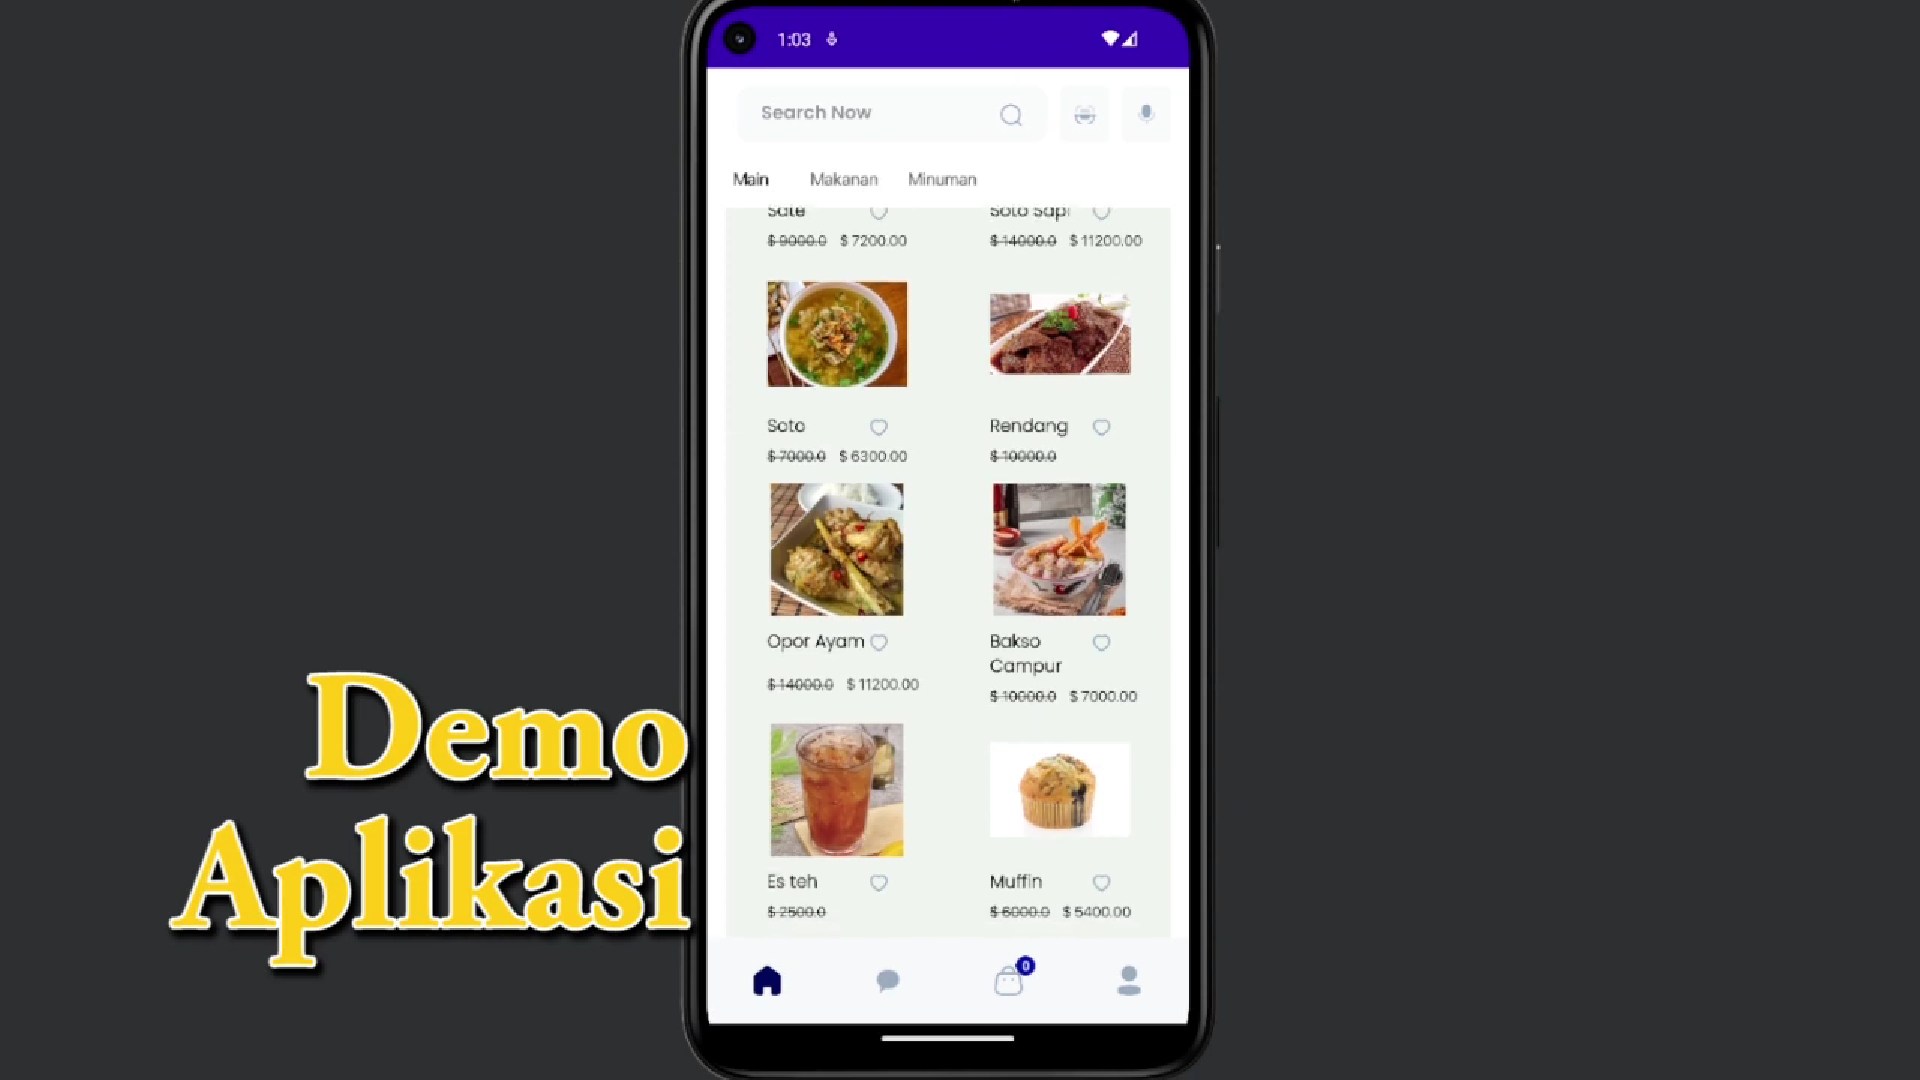 1:03
Search Now
Main Makanan Minuman
Sate Soto Sapi
$ 9000.0 $ 7200.00 $ 14000.0 $ 11200.00
Soto Rendang
$ 7000.0 $ 6300.00 $ 10000.0
Opor Ayam Bakso
Campur
$ 14000.0 $ 11200.00 $ 10000.0 $ 7000.00
Es teh Muffin
$ 2500.0 $ 6000.0 $ 5400.00
0
Demo
Aplikasi